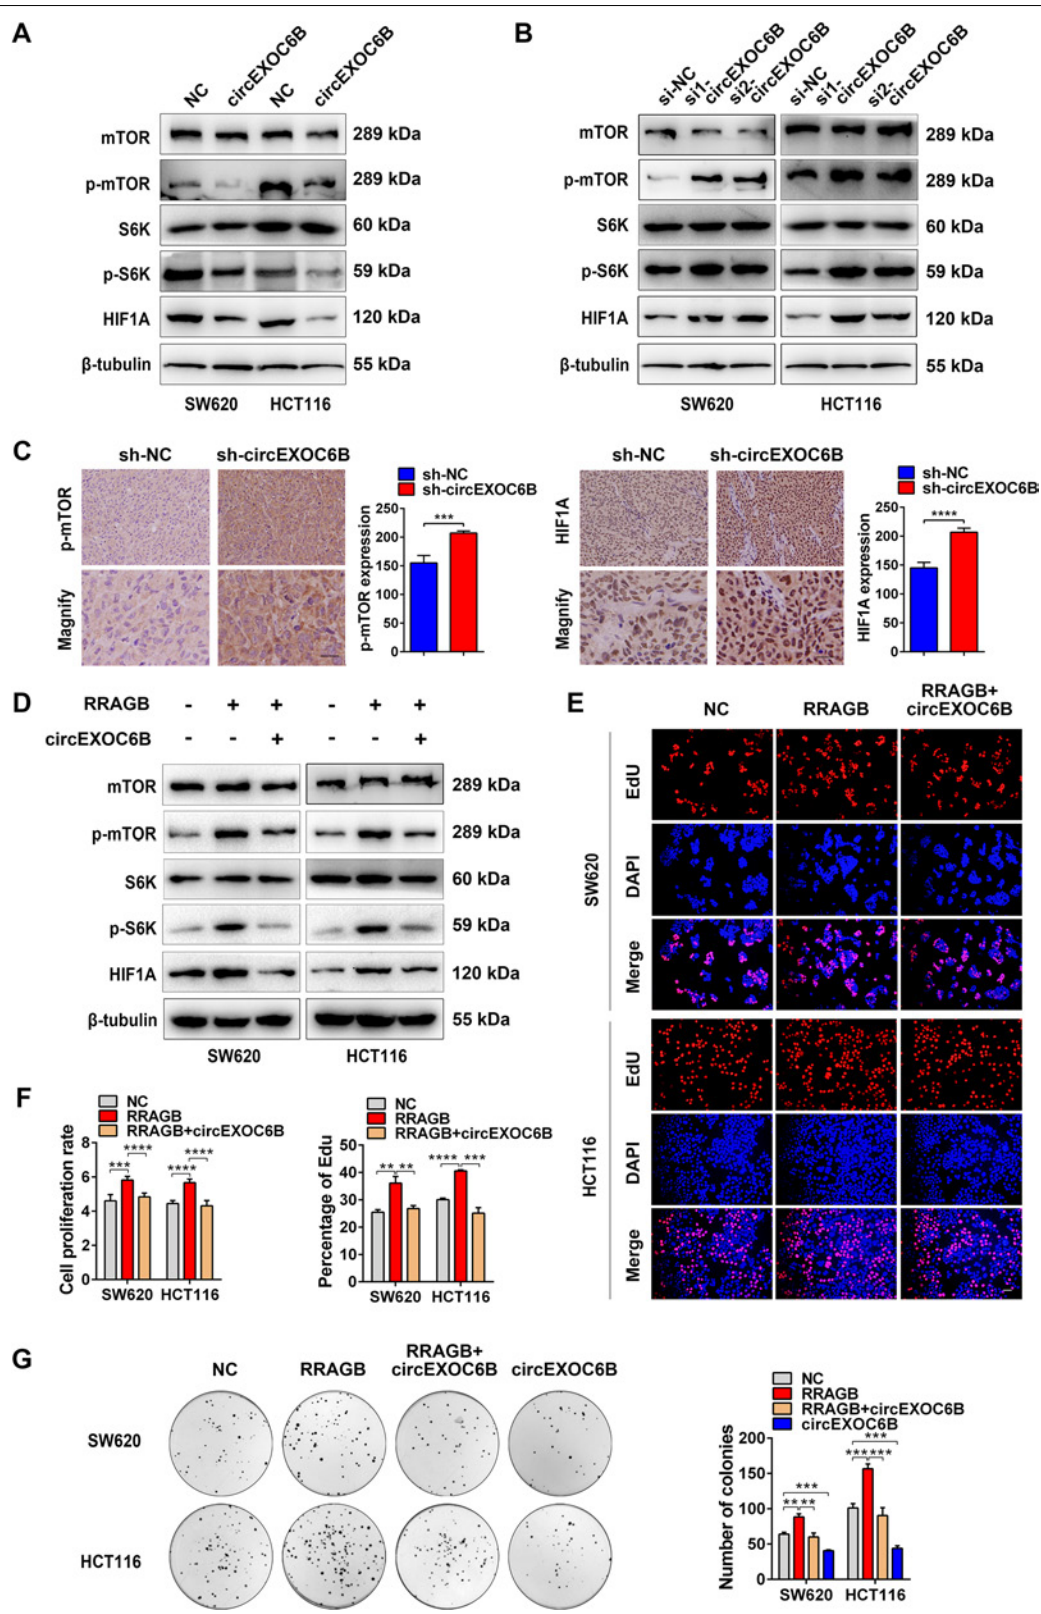 A
NC
circEXOC6B
NC
circEXOC6B
mTOR
289 kDa
p-mTOR
289 kDa
S6K
60 kDa
p-S6K
59 kDa
HIF1A
120 kDa
β-tubulin
55 kDa
SW620
HCT116
B
si-NC
si1-
circEXOC6B
si2-
circEXOC6B
si-NC
si1-
circEXOC6B
si2-
circEXOC6B
mTOR
289 kDa
p-mTOR
289 kDa
S6K
60 kDa
p-S6K
59 kDa
HIF1A
120 kDa
β-tubulin
55 kDa
SW620
HCT116
C
sh-NC
sh-circEXOC6B
p-mTOR
Magnify
sh-NC
sh-circEXOC6B
p-mTOR expression
200
150
100
50
0
***
sh-NC
sh-circEXOC6B
HIF1A
Magnify
sh-NC
sh-circEXOC6B
HIF1A expression
250
200
150
100
50
0
****
D
RRAGB - + + - + +
circEXOC6B - - + - - +
mTOR
289 kDa
p-mTOR
289 kDa
S6K
60 kDa
p-S6K
59 kDa
HIF1A
120 kDa
β-tubulin
55 kDa
SW620
HCT116
E
NC
RRAGB
RRAGB+
circEXOC6B
SW620
EdU
DAPI
Merge
HCT116
EdU
DAPI
Merge
F
NC
RRAGB
RRAGB+circEXOC6B
Cell proliferation rate
8
6
4
2
0
*** ****
**** ****
SW620
HCT116
NC
RRAGB
RRAGB+circEXOC6B
Percentage of Edu
50
40
30
20
10
0
** **
**** ***
SW620
HCT116
G
NC
RRAGB
RRAGB+
circEXOC6B
circEXOC6B
SW620
HCT116
NC
RRAGB
RRAGB+circEXOC6B
circEXOC6B
Number of colonies
200
150
100
50
0
***
** **
***
*** ***
SW620
HCT116